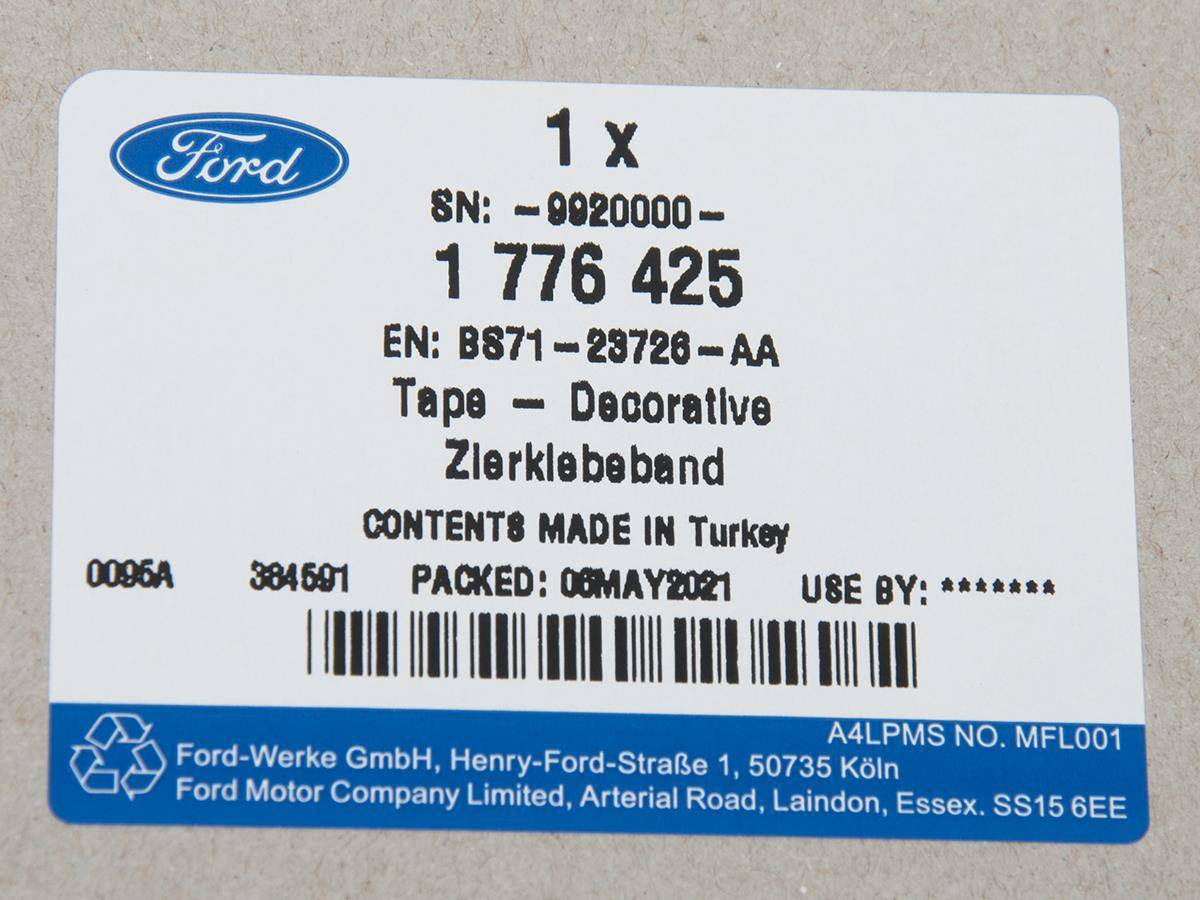 Ford
1 x
SN: -9920000-
1 776 425
EN: BS71-23726-AA
Tape - Decorative
Zierklebeband
CONTENTS MADE IN Turkey
0095A 364591 PACKED: 06MAY2021 USE BY: *******
A4LPMS NO. MFL001
Ford-Werke GmbH, Henry-Ford-Straße 1, 50735 Köln
Ford Motor Company Limited, Arterial Road, Laindon, Essex. SS15 6EE